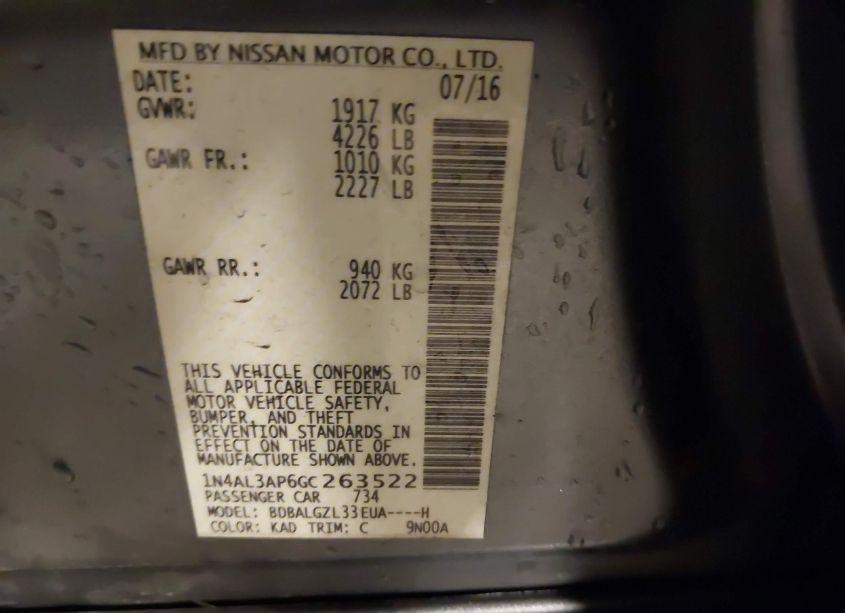 MFD BY NISSAN MOTOR CO., LTD.
DATE: 07/16
GVWR: 1917 KG
4226 LB
GAWR FR.: 1010 KG
2227 LB
GAWR RR.: 940 KG
2072 LB
THIS VEHICLE CONFORMS TO
ALL APPLICABLE FEDERAL
MOTOR VEHICLE SAFETY,
BUMPER, AND THEFT
PREVENTION STANDARDS IN
EFFECT ON THE DATE OF
MANUFACTURE SHOWN ABOVE.
1N4AL3AP6GC263522
PASSENGER CAR 734
MODEL: BDBALGZL33EUA----H
COLOR: KAD TRIM: C 9N00A